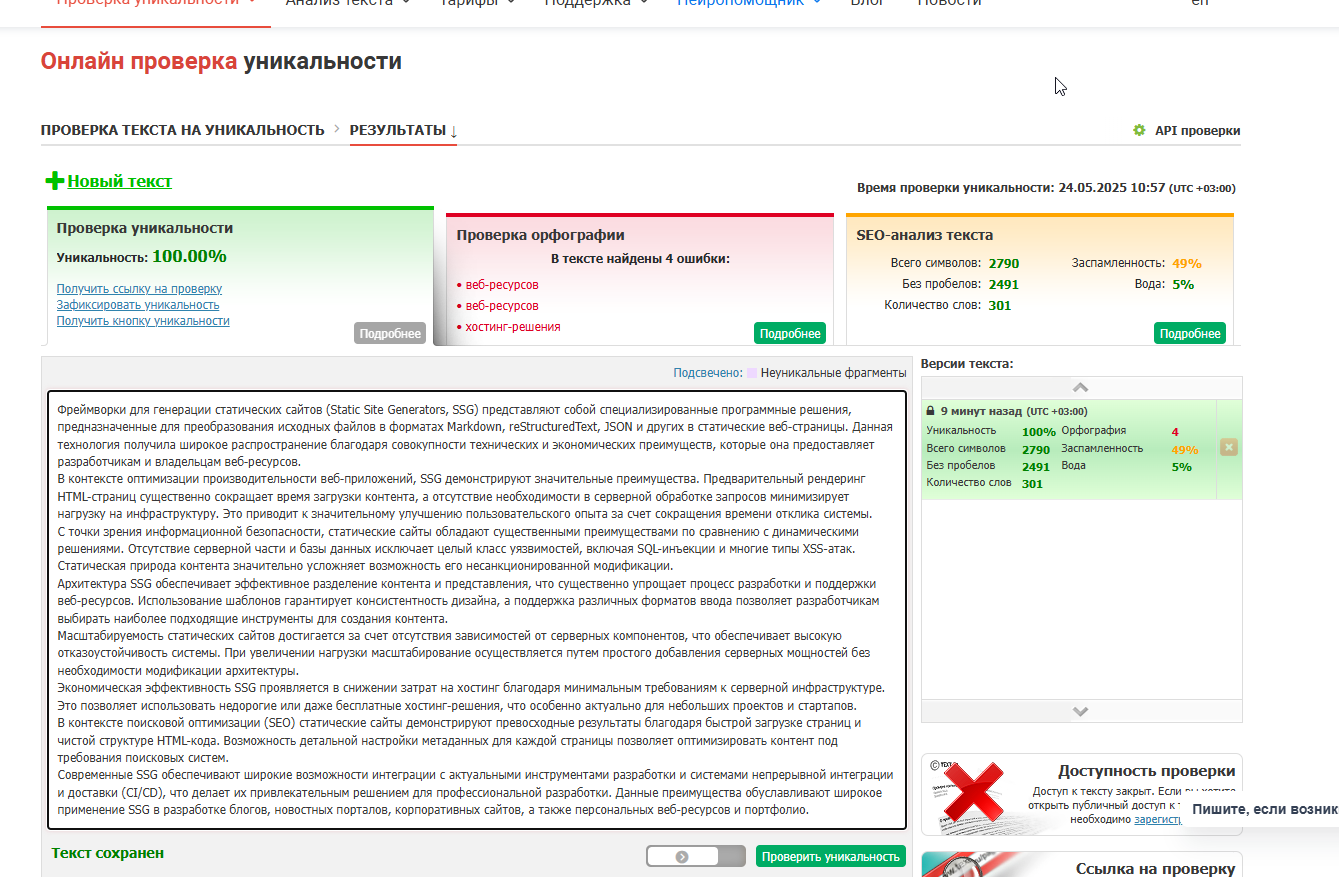 Проверка уникальности Анализ текста Тарифы Поддержка Нейропомощник Блог Новости en
Онлайн проверка уникальности
ПРОВЕРКА ТЕКСТА НА УНИКАЛЬНОСТЬ РЕЗУЛЬТАТЫ ↓ API проверки
Новый текст
Время проверки уникальности: 24.05.2025 10:57 (UTC +03:00)
Проверка уникальности
Уникальность: 100.00%
Получить ссылку на проверку
Зафиксировать уникальность
Получить кнопку уникальности
Подробнее
Проверка орфографии
В тексте найдены 4 ошибки:
• веб-ресурсов
• веб-ресурсов
• хостинг-решения
Подробнее
SEO-анализ текста
Всего символов: 2790 Заспамленность: 49%
Без пробелов: 2491 Вода: 5%
Количество слов: 301
Подробнее
Подсвечено: Неуникальные фрагменты
Фреймворки для генерации статических сайтов (Static Site Generators, SSG) представляют собой специализированные программные решения,
предназначенные для преобразования исходных файлов в форматах Markdown, reStructuredText, JSON и других в статические веб-страницы. Данная
технология получила широкое распространение благодаря совокупности технических и экономических преимуществ, которые она предоставляет
разработчикам и владельцам веб-ресурсов.
В контексте оптимизации производительности веб-приложений, SSG демонстрируют значительные преимущества. Предварительный рендеринг
HTML-страниц существенно сокращает время загрузки контента, а отсутствие необходимости в серверной обработке запросов минимизирует
нагрузку на инфраструктуру. Это приводит к значительному улучшению пользовательского опыта за счет сокращения времени отклика системы.
С точки зрения информационной безопасности, статические сайты обладают существенными преимуществами по сравнению с динамическими
решениями. Отсутствие серверной части и базы данных исключает целый класс уязвимостей, включая SQL-инъекции и многие типы XSS-атак.
Статическая природа контента значительно усложняет возможность его несанкционированной модификации.
Архитектура SSG обеспечивает эффективное разделение контента и представления, что существенно упрощает процесс разработки и поддержки
веб-ресурсов. Использование шаблонов гарантирует консистентность дизайна, а поддержка различных форматов ввода позволяет разработчикам
выбирать наиболее подходящие инструменты для создания контента.
Масштабируемость статических сайтов достигается за счет отсутствия зависимостей от серверных компонентов, что обеспечивает высокую
отказоустойчивость системы. При увеличении нагрузки масштабирование осуществляется путем простого добавления серверных мощностей без
необходимости модификации архитектуры.
Экономическая эффективность SSG проявляется в снижении затрат на хостинг благодаря минимальным требованиям к серверной инфраструктуре.
Это позволяет использовать недорогие или даже бесплатные хостинг-решения, что особенно актуально для небольших проектов и стартапов.
В контексте поисковой оптимизации (SEO) статические сайты демонстрируют превосходные результаты благодаря быстрой загрузке страниц и
чистой структуре HTML-кода. Возможность детальной настройки метаданных для каждой страницы позволяет оптимизировать контент под
требования поисковых систем.
Современные SSG обеспечивают широкие возможности интеграции с актуальными инструментами разработки и системами непрерывной интеграции
и доставки (CI/CD), что делает их привлекательным решением для профессиональной разработки. Данные преимущества обуславливают широкое
применение SSG в разработке блогов, новостных порталов, корпоративных сайтов, а также персональных веб-ресурсов и портфолио.
Текст сохранен
Проверить уникальность
Версии текста:
9 минут назад (UTC +03:00)
Уникальность 100% Орфография 4
Всего символов 2790 Заспамленность 49%
Без пробелов 2491 Вода 5%
Количество слов 301
Доступность проверки
Доступ к тексту закрыт. Если вы хотите
открыть публичный доступ к
необходимо зарегистр
Пишите, если возник
Ссылка на проверку